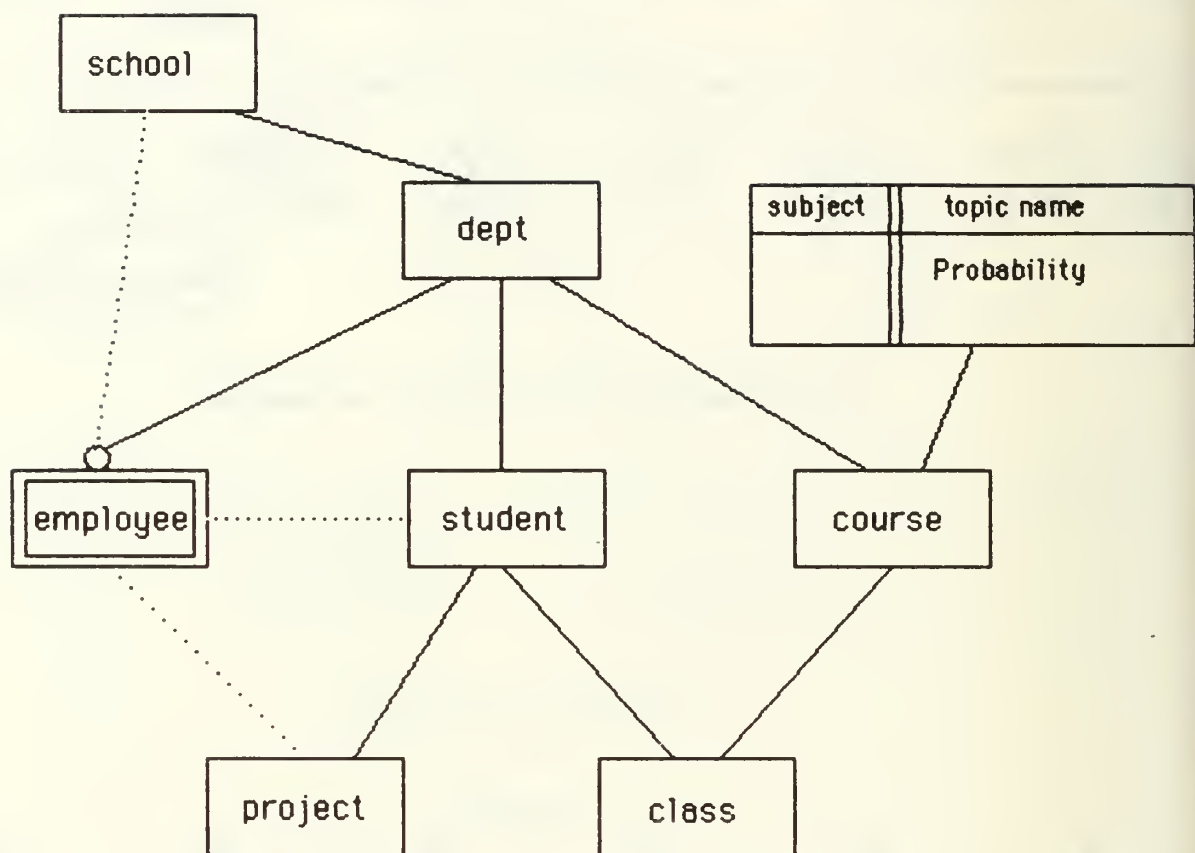 school
dept
subject topic name
Probability
employee
student
course
project
class